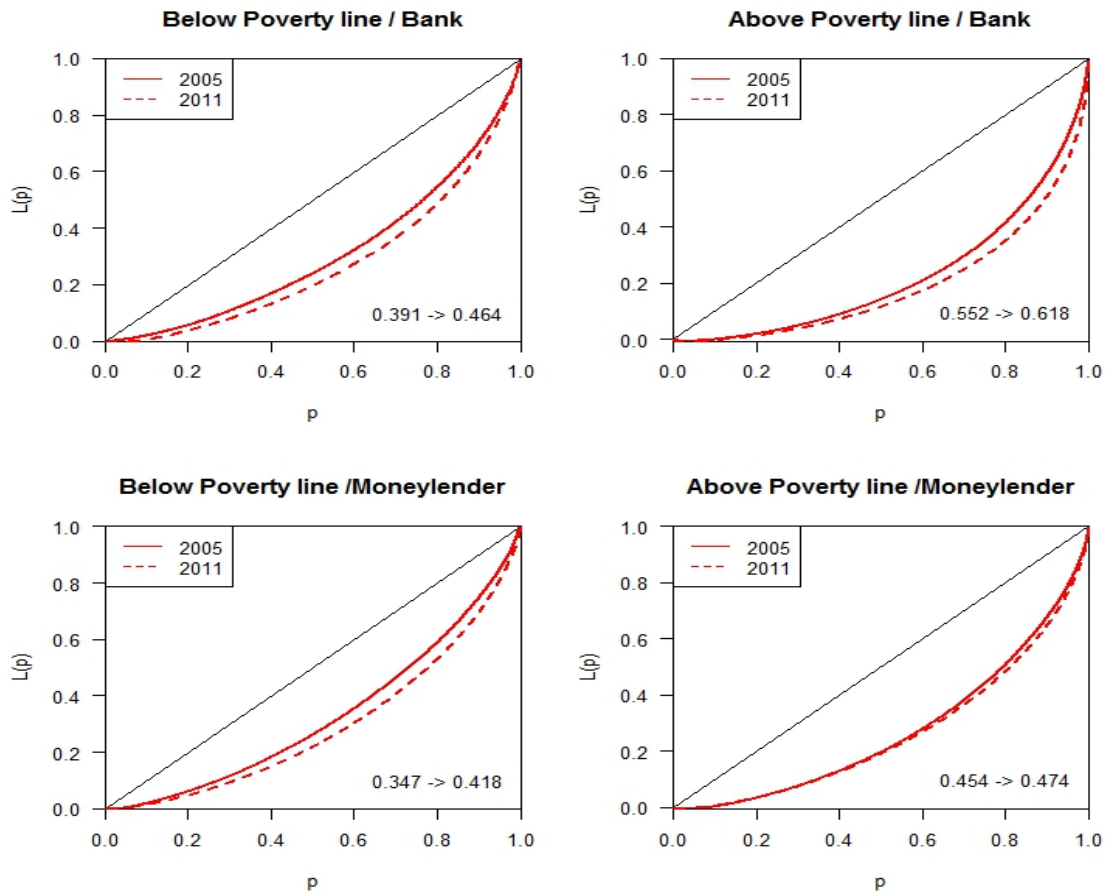 Below Poverty line / Bank
1.0
0.8
0.6
0.4
0.2
0.0
L(p)
2005
2011
0.391 -> 0.464
0.0 0.2 0.4 0.6 0.8 1.0
p
Above Poverty line / Bank
1.0
0.8
0.6
0.4
0.2
0.0
L(p)
2005
2011
0.552 -> 0.618
0.0 0.2 0.4 0.6 0.8 1.0
p
Below Poverty line /Moneylender
1.0
0.8
0.6
0.4
0.2
0.0
L(p)
2005
2011
0.347 -> 0.418
0.0 0.2 0.4 0.6 0.8 1.0
p
Above Poverty line /Moneylender
1.0
0.8
0.6
0.4
0.2
0.0
L(p)
2005
2011
0.454 -> 0.474
0.0 0.2 0.4 0.6 0.8 1.0
p